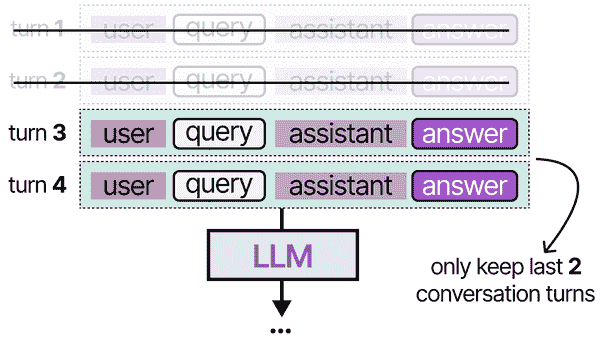 turn 1 user query assistant answer
turn 2 user query assistant answer
turn 3 user query assistant answer
turn 4 user query assistant answer
LLM
only keep last 2
conversation turns
...